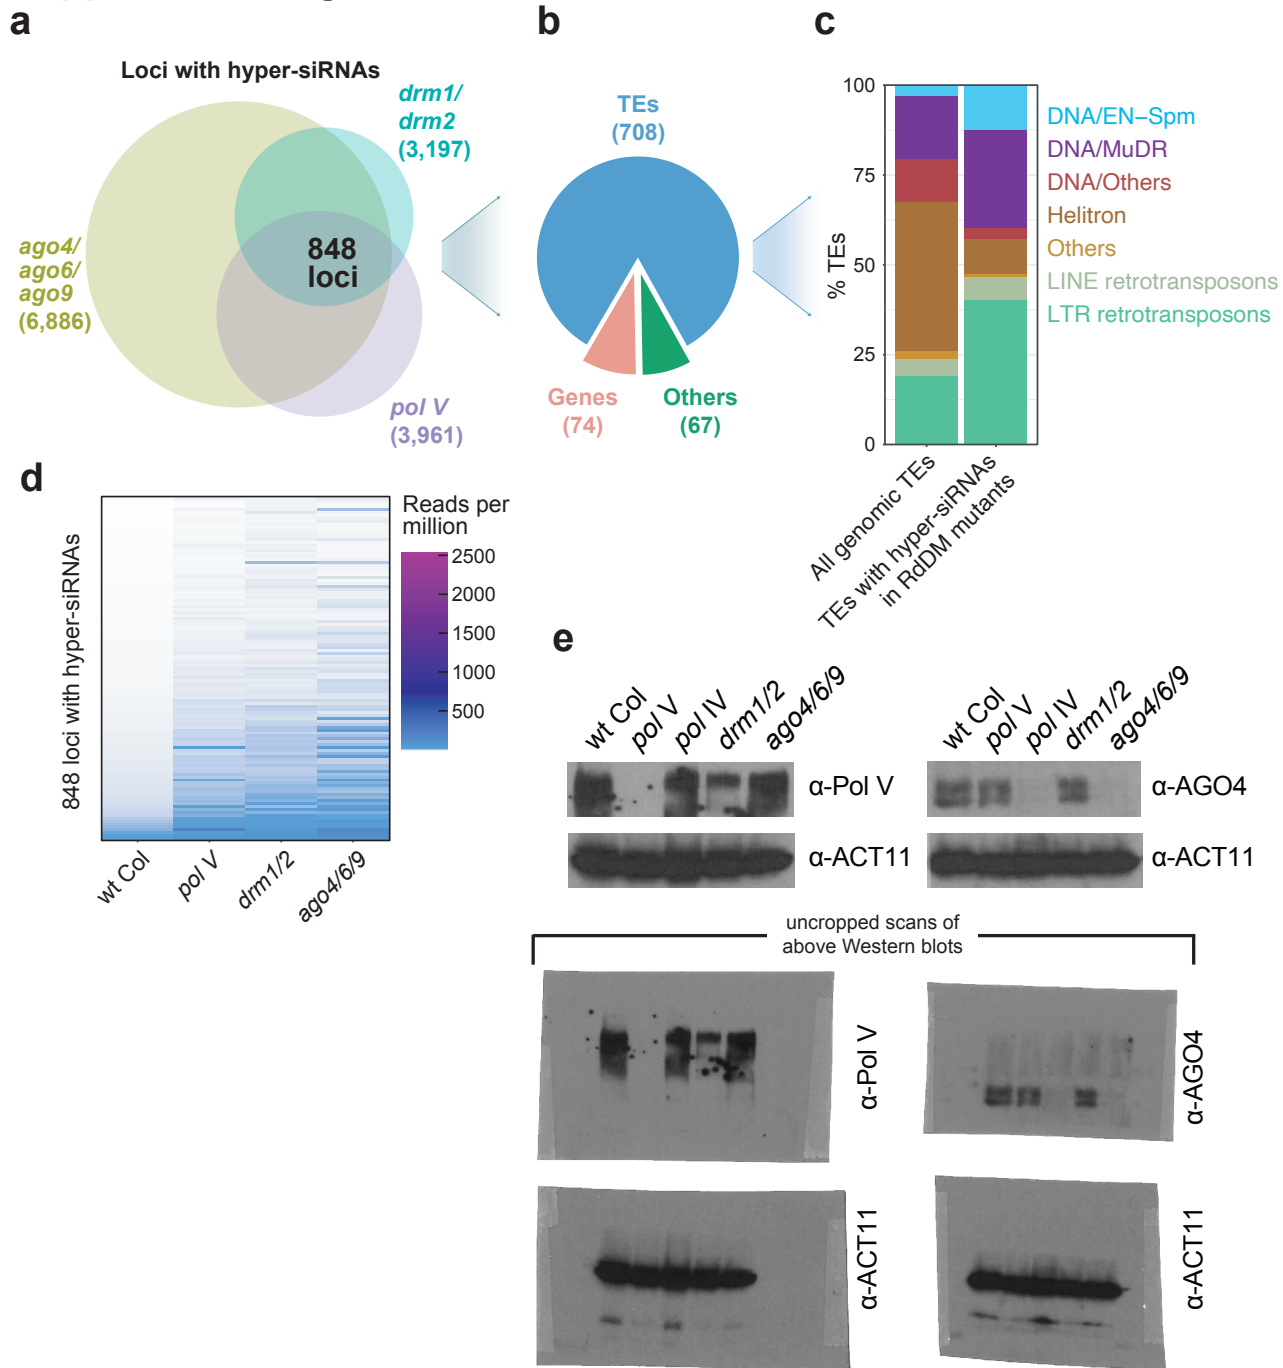 a
Loci with hyper-siRNAs
drm1/
drm2
(3,197)
ago4/
ago6/
ago9
(6,886)
848
loci
pol V
(3,961)
b
TEs
(708)
Genes
(74)
Others
(67)
c
% TEs
100
75
50
25
0
DNA/EN−Spm
DNA/MuDR
DNA/Others
Helitron
Others
LINE retrotransposons
LTR retrotransposons
All genomic TEs
TEs with hyper-siRNAs
in RdDM mutants
d
848 loci with hyper-siRNAs
Reads per
million
2500
2000
1500
1000
500
wt Col
pol V
drm1/2
ago4/6/9
e
wt Col
pol V
pol IV
drm1/2
ago4/6/9
α-Pol V
α-ACT11
wt Col
pol V
pol IV
drm1/2
ago4/6/9
α-AGO4
α-ACT11
uncropped scans of
above Western blots
α-Pol V
α-AGO4
α-ACT11
α-ACT11